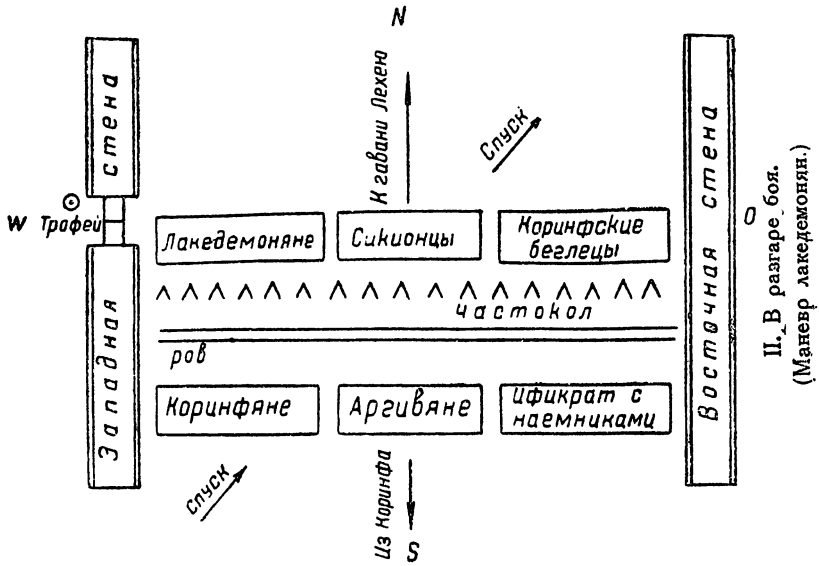 N
К гавани Лехею
Спуск
Западная стена
W Трофей
Лакедемоняне
Сикионцы
Коринфские
беглецы
частокол
ров
Коринфяне
Аргивяне
Ификрат с
наемниками
Спуск
Из Коринфа
S
Восточная стена
O
II. В разгаре боя.
(Маневр лакедемонян.)